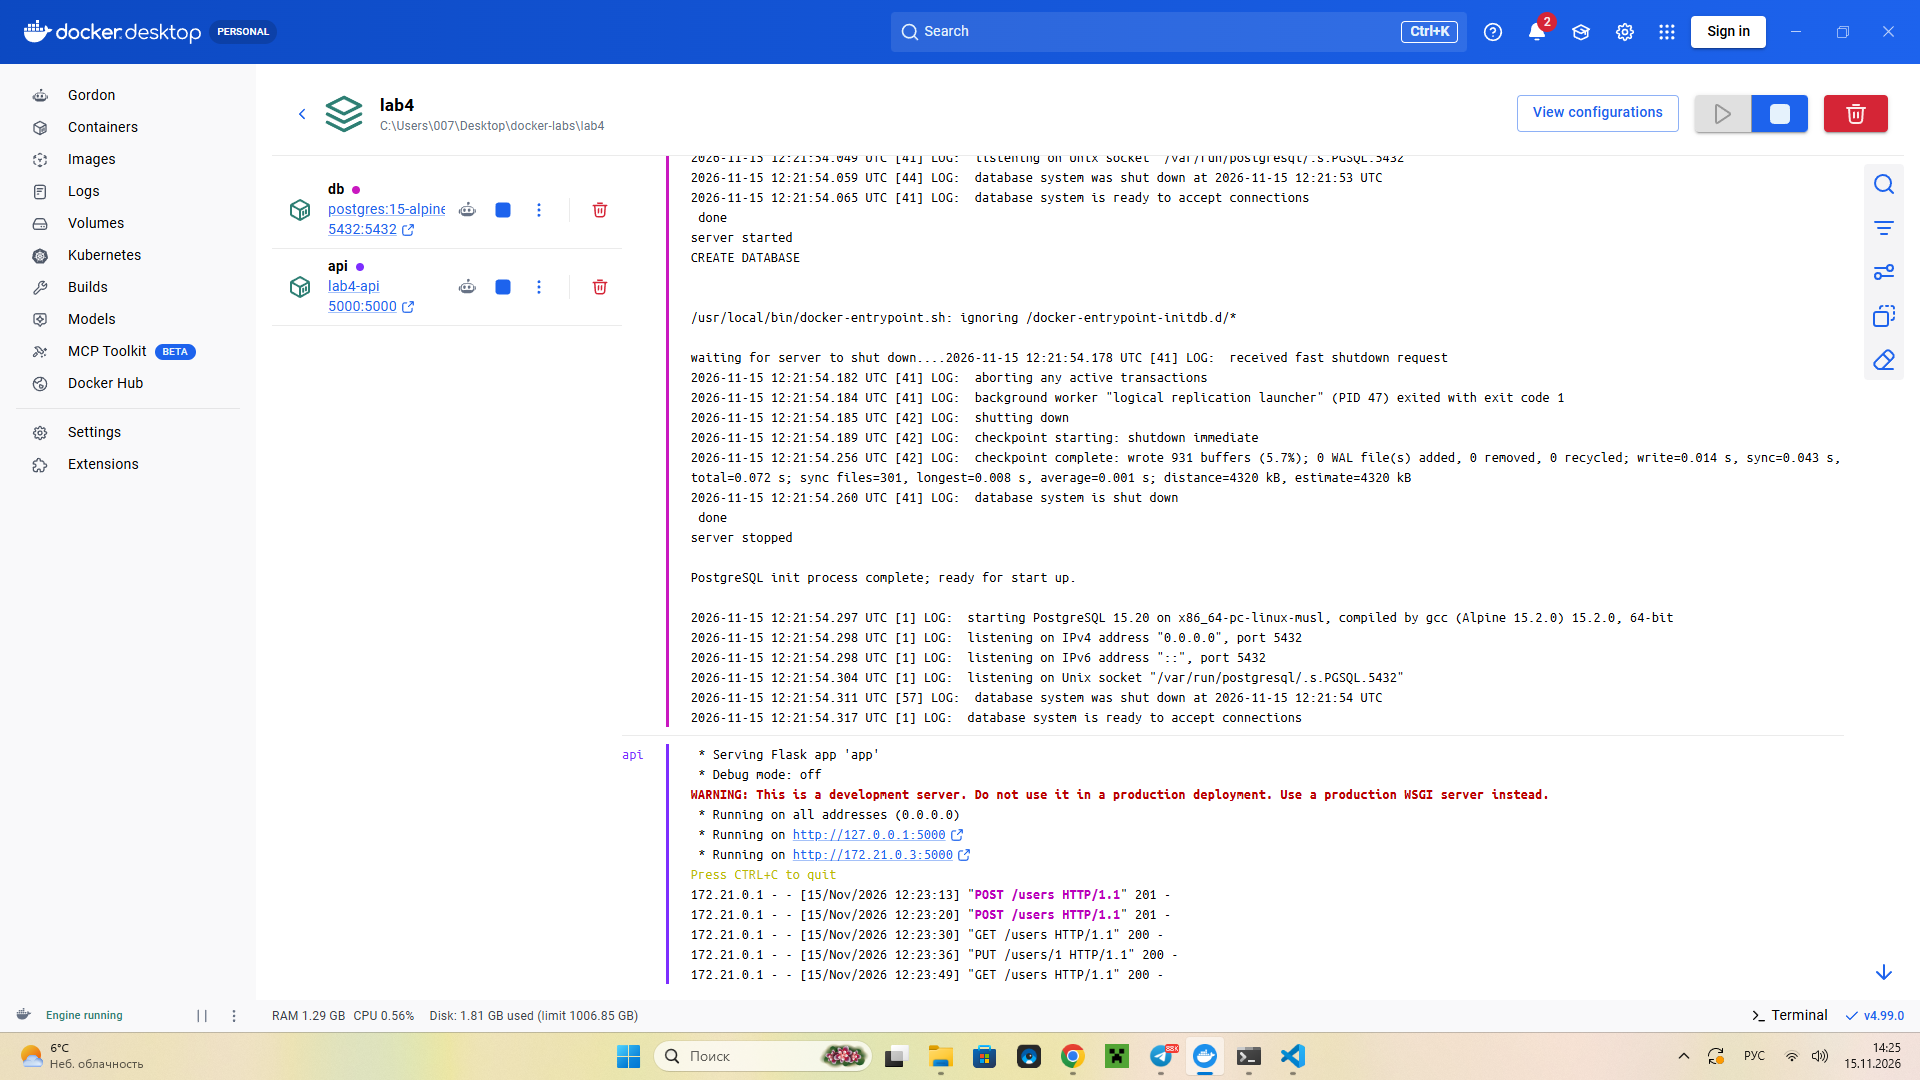 docker.desktop PERSONAL
Search Ctrl+K
2
Sign in
Gordon
Containers
Images
Logs
Volumes
Kubernetes
Builds
Models
MCP Toolkit BETA
Docker Hub
Settings
Extensions
lab4
C:\Users\007\Desktop\docker-labs\lab4
View configurations
db
postgres:15-alpine
5432:5432
api
lab4-api
5000:5000
2026-11-15 12:21:54.049 UTC [41] LOG:  listening on Unix socket "/var/run/postgresql/.s.PGSQL.5432"
2026-11-15 12:21:54.059 UTC [44] LOG:  database system was shut down at 2026-11-15 12:21:53 UTC
2026-11-15 12:21:54.065 UTC [41] LOG:  database system is ready to accept connections
 done
server started
CREATE DATABASE
/usr/local/bin/docker-entrypoint.sh: ignoring /docker-entrypoint-initdb.d/*
waiting for server to shut down....2026-11-15 12:21:54.178 UTC [41] LOG:  received fast shutdown request
2026-11-15 12:21:54.182 UTC [41] LOG:  aborting any active transactions
2026-11-15 12:21:54.184 UTC [41] LOG:  background worker "logical replication launcher" (PID 47) exited with exit code 1
2026-11-15 12:21:54.185 UTC [42] LOG:  shutting down
2026-11-15 12:21:54.189 UTC [42] LOG:  checkpoint starting: shutdown immediate
2026-11-15 12:21:54.256 UTC [42] LOG:  checkpoint complete: wrote 931 buffers (5.7%); 0 WAL file(s) added, 0 removed, 0 recycled; write=0.014 s, sync=0.043 s,
total=0.072 s; sync files=301, longest=0.008 s, average=0.001 s; distance=4320 kB, estimate=4320 kB
2026-11-15 12:21:54.260 UTC [41] LOG:  database system is shut down
 done
server stopped
PostgreSQL init process complete; ready for start up.
2026-11-15 12:21:54.297 UTC [1] LOG:  starting PostgreSQL 15.20 on x86_64-pc-linux-musl, compiled by gcc (Alpine 15.2.0) 15.2.0, 64-bit
2026-11-15 12:21:54.298 UTC [1] LOG:  listening on IPv4 address "0.0.0.0", port 5432
2026-11-15 12:21:54.298 UTC [1] LOG:  listening on IPv6 address "::", port 5432
2026-11-15 12:21:54.304 UTC [1] LOG:  listening on Unix socket "/var/run/postgresql/.s.PGSQL.5432"
2026-11-15 12:21:54.311 UTC [57] LOG:  database system was shut down at 2026-11-15 12:21:54 UTC
2026-11-15 12:21:54.317 UTC [1] LOG:  database system is ready to accept connections
api
 * Serving Flask app 'app'
 * Debug mode: off
WARNING: This is a development server. Do not use it in a production deployment. Use a production WSGI server instead.
 * Running on all addresses (0.0.0.0)
 * Running on http://127.0.0.1:5000
 * Running on http://172.21.0.3:5000
Press CTRL+C to quit
172.21.0.1 - - [15/Nov/2026 12:23:13] "POST /users HTTP/1.1" 201 -
172.21.0.1 - - [15/Nov/2026 12:23:20] "POST /users HTTP/1.1" 201 -
172.21.0.1 - - [15/Nov/2026 12:23:30] "GET /users HTTP/1.1" 200 -
172.21.0.1 - - [15/Nov/2026 12:23:36] "PUT /users/1 HTTP/1.1" 200 -
172.21.0.1 - - [15/Nov/2026 12:23:49] "GET /users HTTP/1.1" 200 -
Engine running
RAM 1.29 GB CPU 0.56% Disk: 1.81 GB used (limit 1006.85 GB)
Terminal
v4.99.0
6°C
Неб. облачность
Поиск
РУС
14:25
15.11.2026